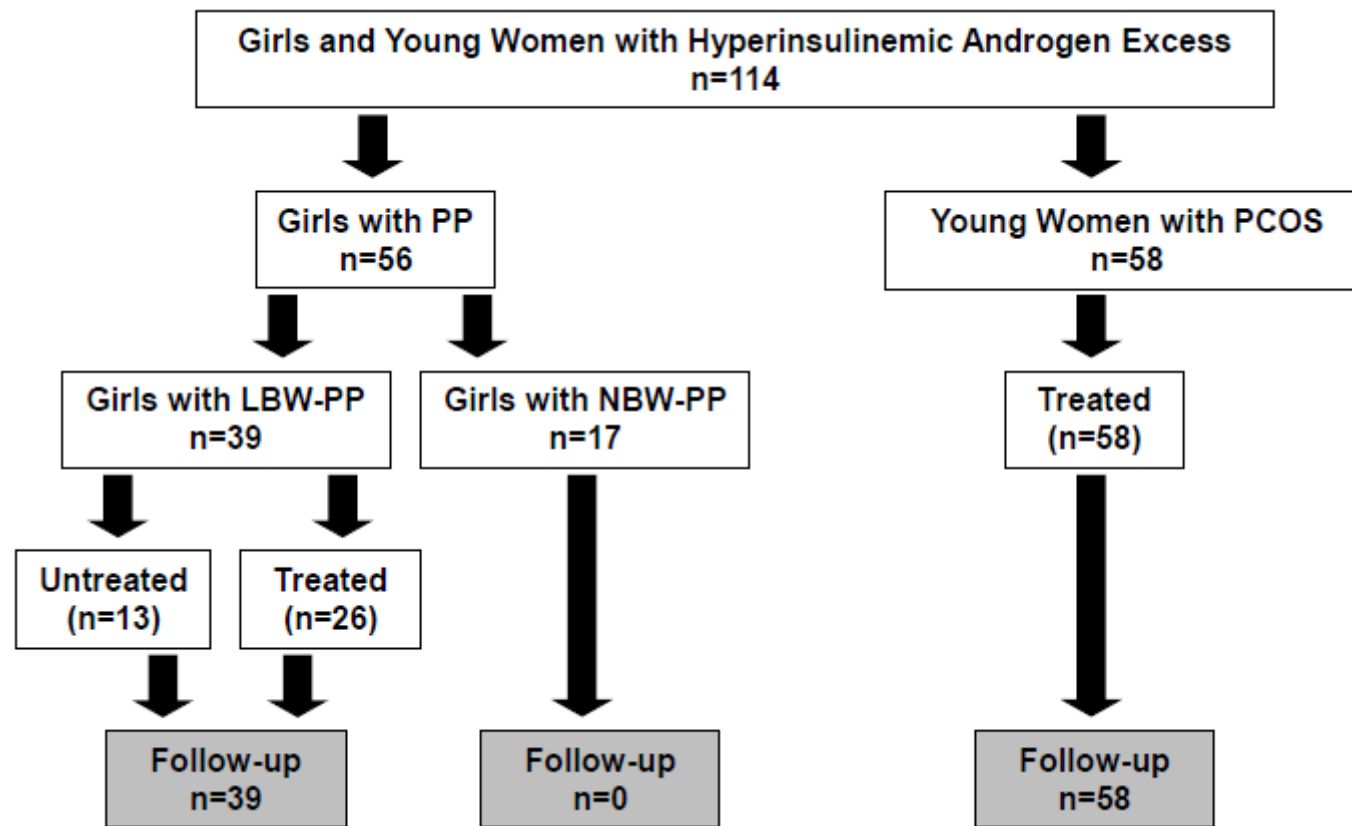 Girls and Young Women with Hyperinsulinemic Androgen Excess
n=114
Girls with PP
n=56
Young Women with PCOS
n=58
Girls with LBW-PP
n=39
Girls with NBW-PP
n=17
Treated
(n=58)
Untreated
(n=13)
Treated
(n=26)
Follow-up
n=39
Follow-up
n=0
Follow-up
n=58